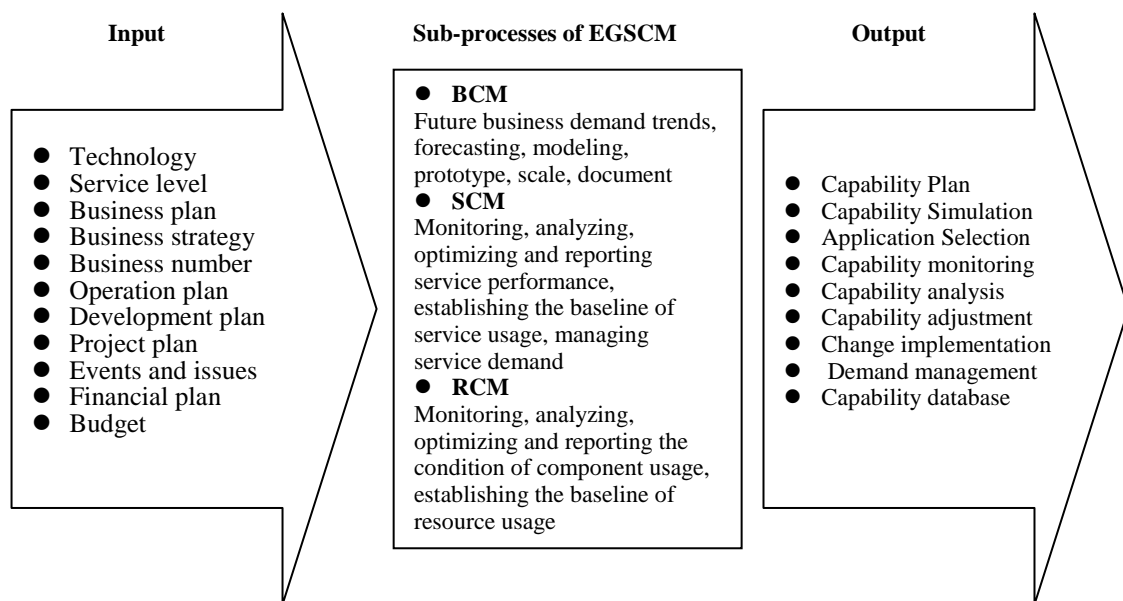 Input
● Technology
● Service level
● Business plan
● Business strategy
● Business number
● Operation plan
● Development plan
● Project plan
● Events and issues
● Financial plan
● Budget
Sub-processes of EGSCM
● BCM
Future business demand trends,
forecasting, modeling,
prototype, scale, document
● SCM
Monitoring, analyzing,
optimizing and reporting
service performance,
establishing the baseline of
service usage, managing
service demand
● RCM
Monitoring, analyzing,
optimizing and reporting the
condition of component usage,
establishing the baseline of
resource usage
Output
● Capability Plan
● Capability Simulation
● Application Selection
● Capability monitoring
● Capability analysis
● Capability adjustment
● Change implementation
● Demand management
● Capability database